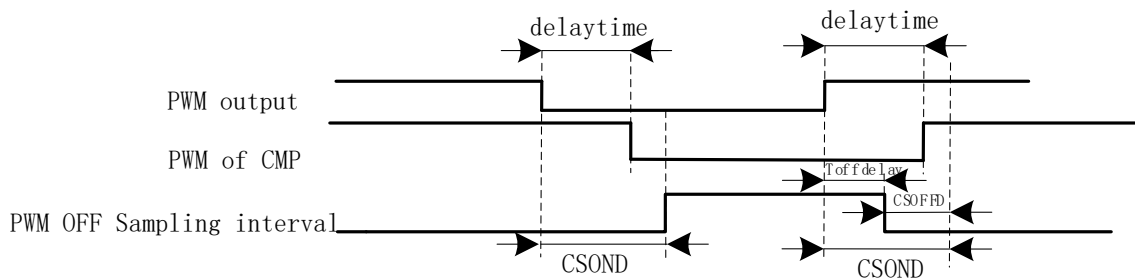 delaytime
delaytime
PWM output
PWM of CMP
Toffdelay
CSOFFD
PWM OFF Sampling interval
CSOND
CSOND